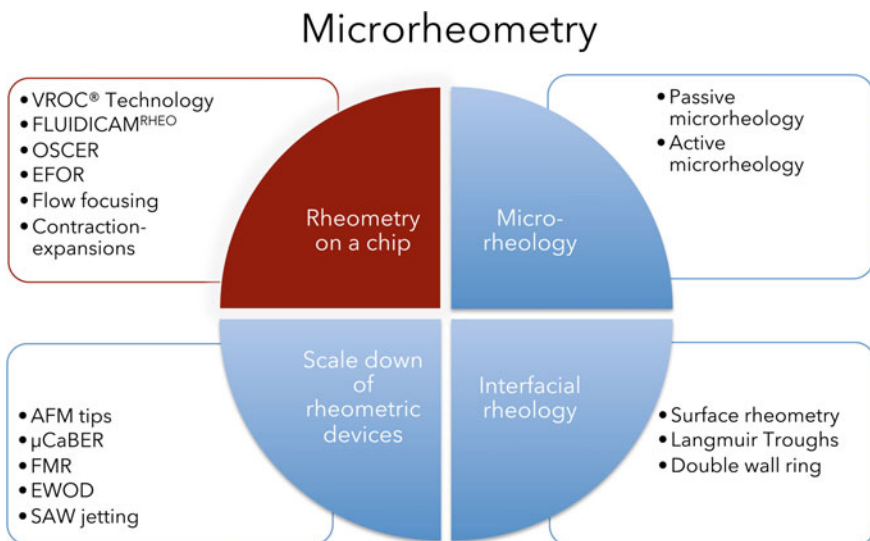 Microrheometry
• VROC® Technology
• FLUIDICAMRHEO
• OSCER
• EFOR
• Flow focusing
• Contraction-
expansions
Rheometry
on a chip
Micro-
rheology
• Passive
microrheology
• Active
microrheology
• AFM tips
• µCaBER
• FMR
• EWOD
• SAW jetting
Scale down
of
rheometric
devices
Interfacial
rheology
• Surface rheometry
• Langmuir Troughs
• Double wall ring